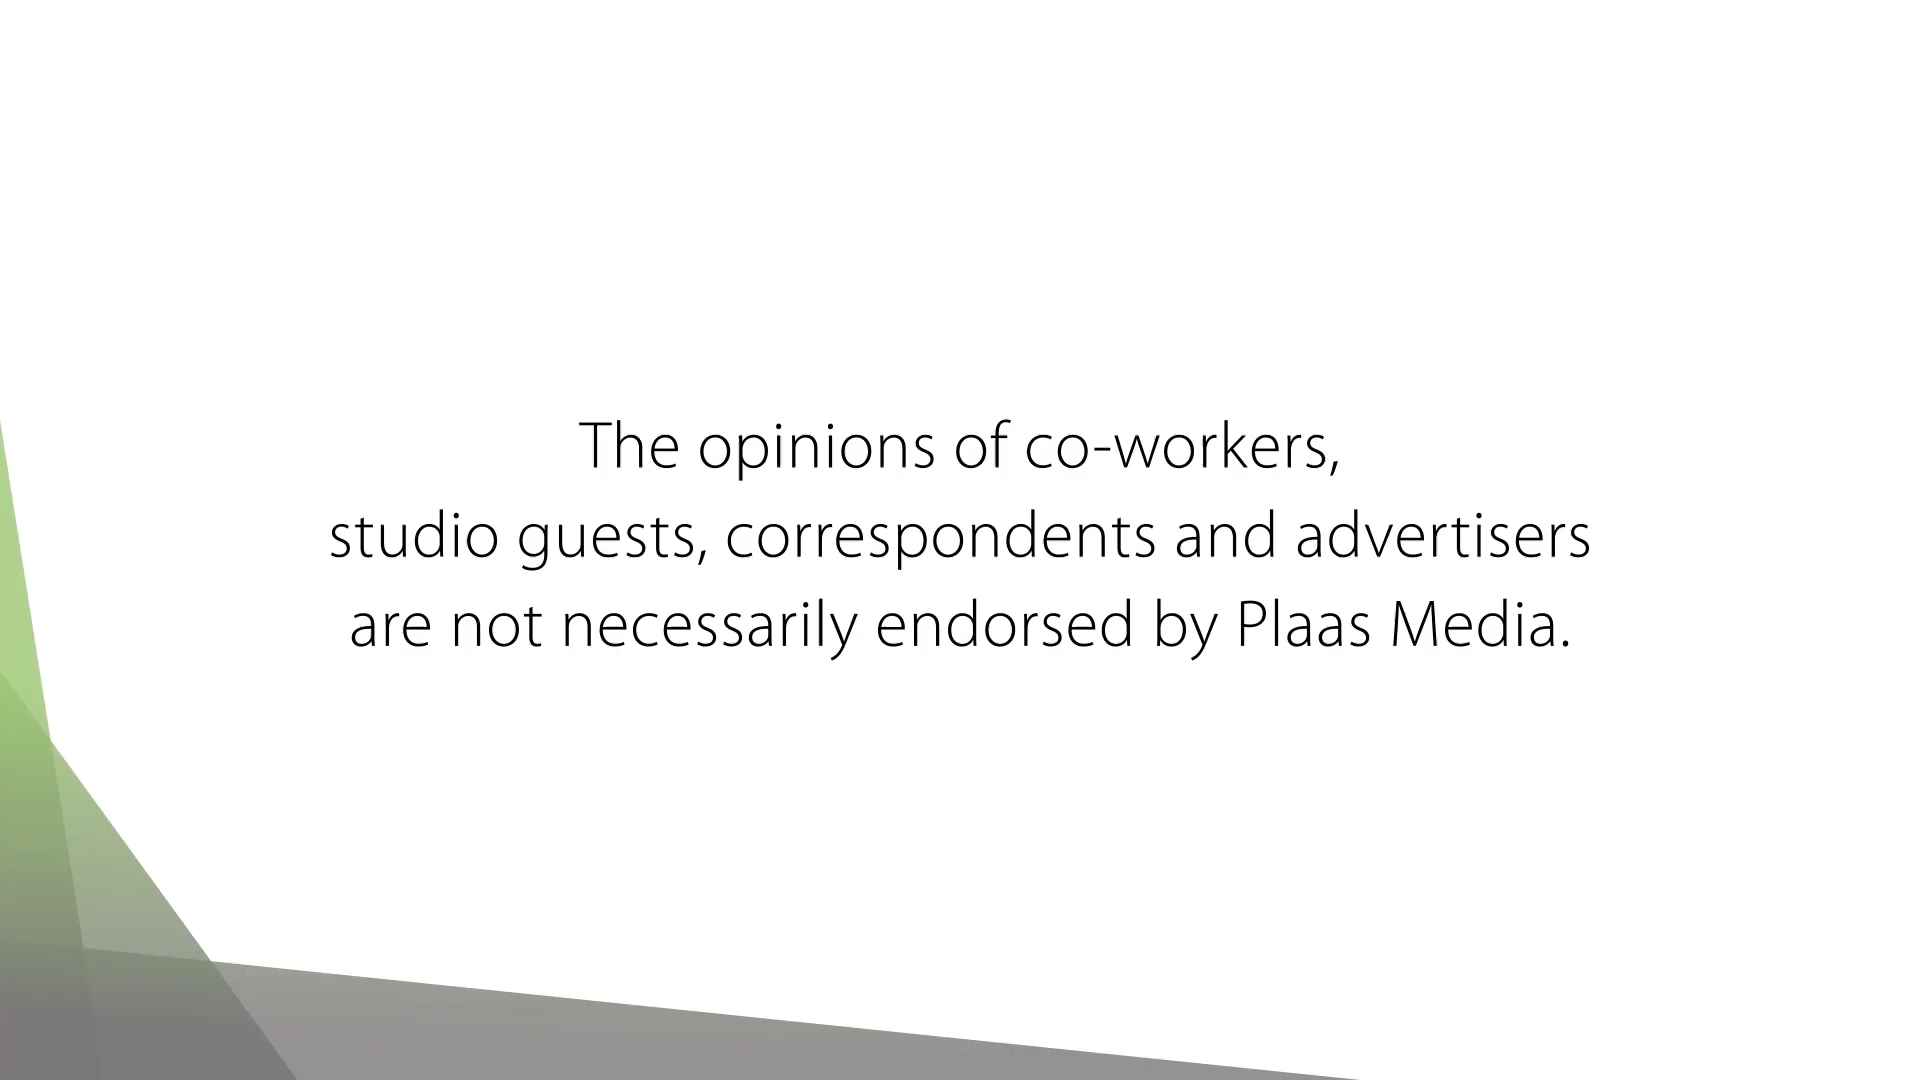 The opinions of co-workers,
studio guests, correspondents and advertisers
are not necessarily endorsed by Plaas Media.